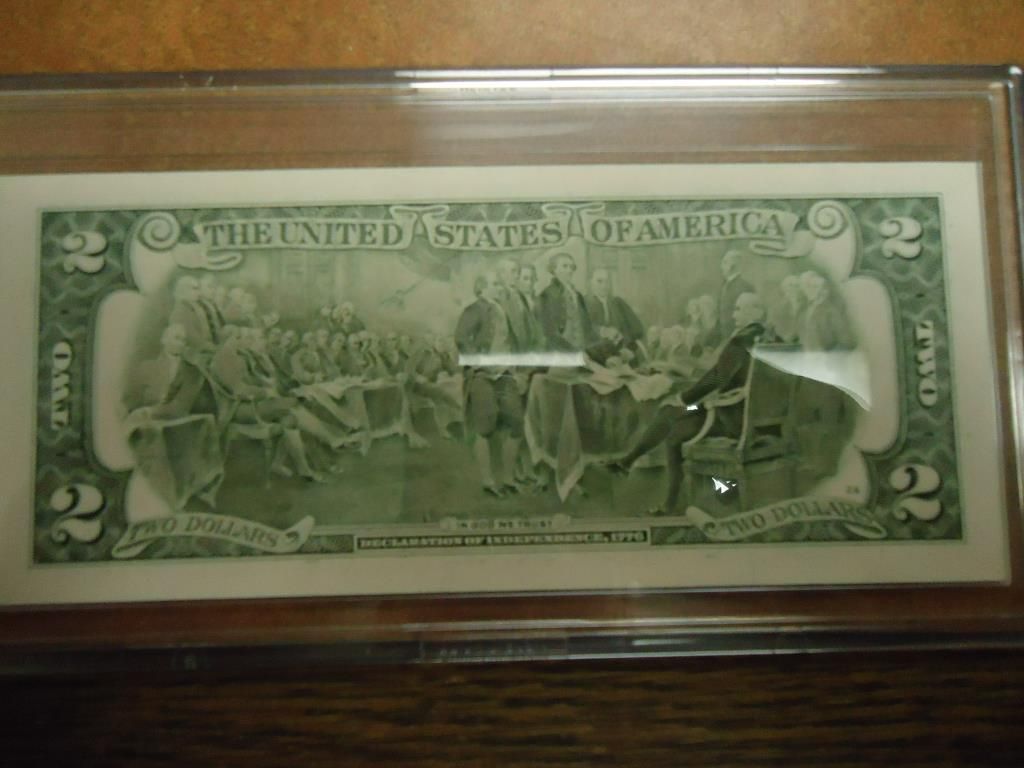 THE UNITED STATES OF AMERICA
2 2
TWO TWO
2 2
TWO DOLLARS TWO DOLLARS
IN GOD WE TRUST
DECLARATION OF INDEPENDENCE, 1776